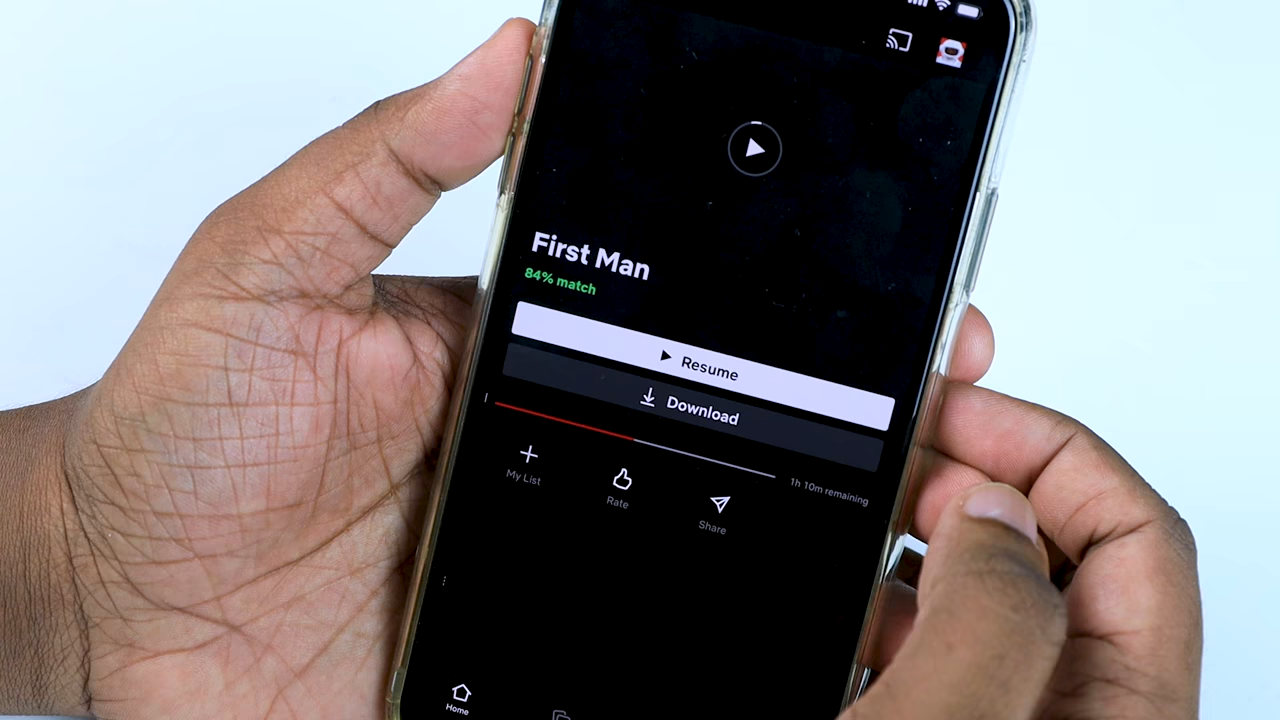 First Man
84% match
Resume
Download
1h 10m remaining
My List
Rate
Share
Home